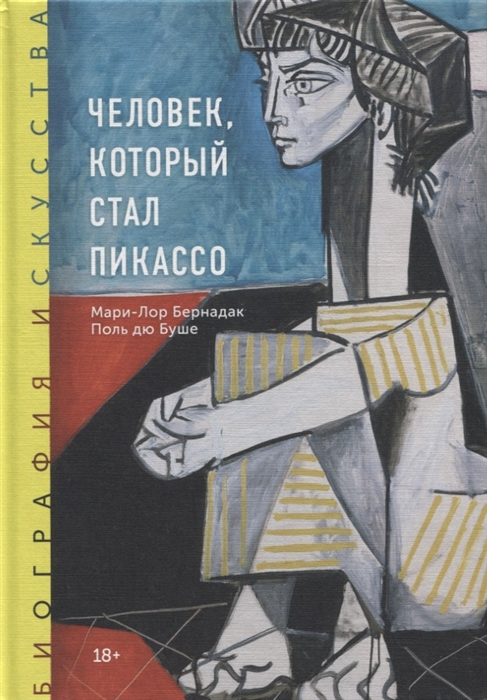 БИОГРАФИЯ ИСКУССТВА
ЧЕЛОВЕК,
КОТОРЫЙ
СТАЛ
ПИКАССО
Мари-Лор Бернадак
Поль дю Буше
18+